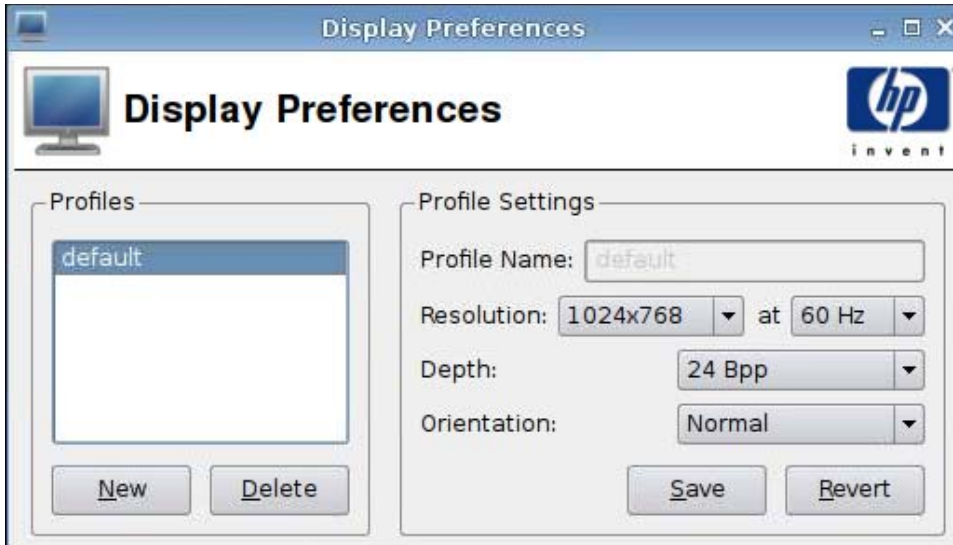 Display Preferences
Display Preferences
hp
invent
Profiles
default
New
Delete
Profile Settings
Profile Name: default
Resolution: 1024x768 at 60 Hz
Depth: 24 Bpp
Orientation: Normal
Save
Revert